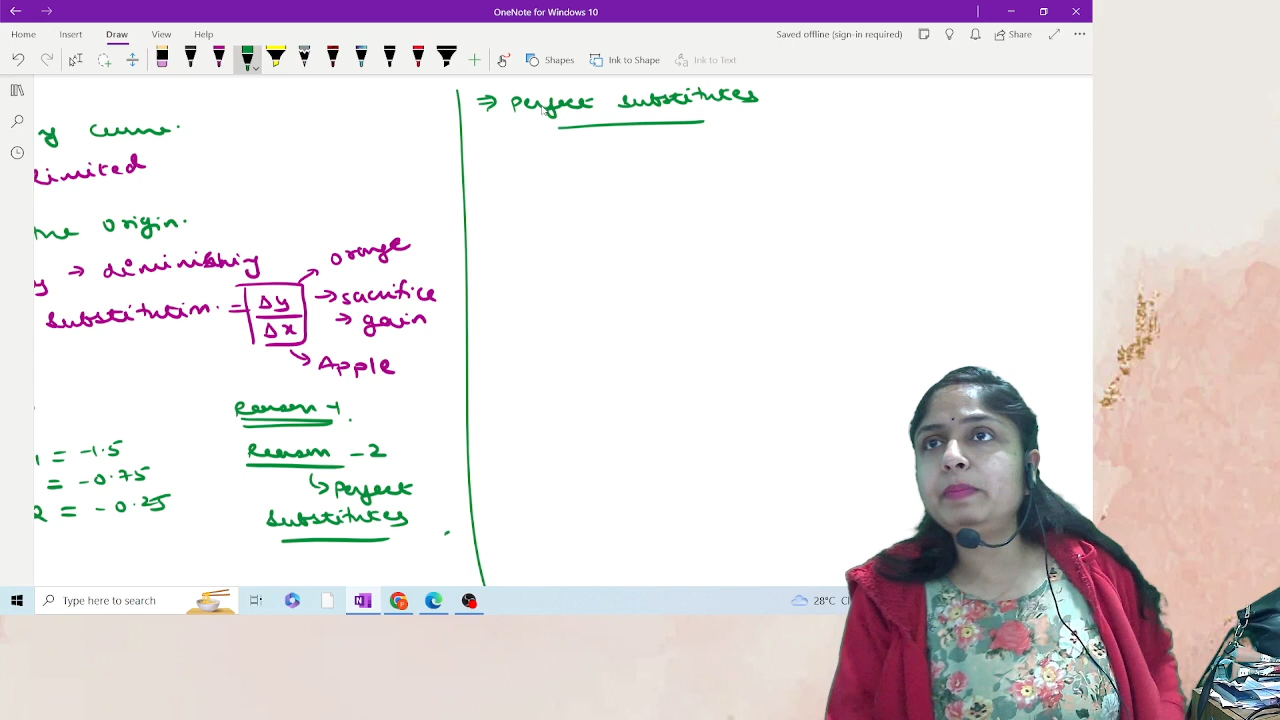 OneNote for Windows 10
Home Insert Draw View Help
Saved offline (sign-in required) Share
Shapes Ink to Shape Ink to Text
⇒ Perfect substitutes
y curve.
Limited
the origin.
y → diminishing
substitution. = Δy/Δx
orange
→ sacrifice
→ gain
Apple
Reason - 1.
Reason - 2
↳ Perfect
substitutes
1 = -1.5
= -0.75
2 = -0.25
Type here to search
28°C